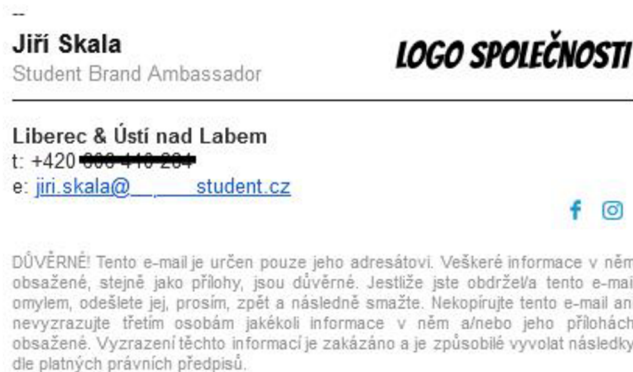 --
Jiří Skala
Student Brand Ambassador
LOGO SPOLEČNOSTI
Liberec & Ústí nad Labem
t: +420
e: jiri.skala@ student.cz
DŮVĚRNÉ! Tento e-mail je určen pouze jeho adresátovi. Veškeré informace v něm
obsažené, stejně jako přílohy, jsou důvěrné. Jestliže jste obdržel/a tento e-mai
omylem, odešlete jej, prosím, zpět a následně smažte. Nekopírujte tento e-mail an
nevyzrazujte třetím osobám jakékoli informace v něm a/nebo jeho přílohách
obsažené. Vyzrazení těchto informací je zakázáno a je způsobilé vyvolat následky
dle platných právních předpisů.